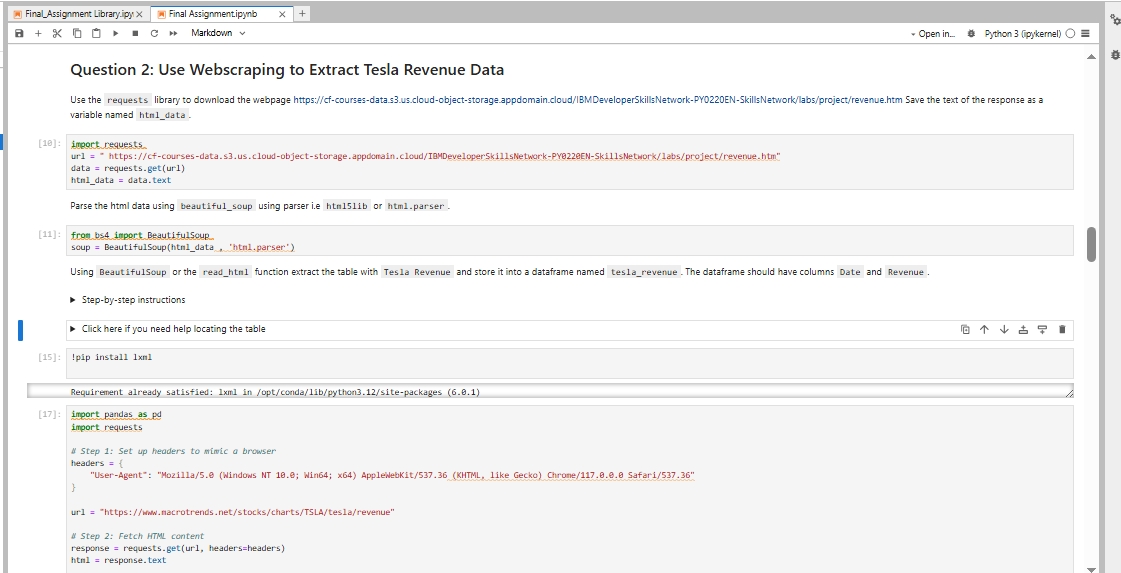 Final_Assignment Library.ipyn
Final Assignment.ipynb
Markdown
Open in...
Python 3 (ipykernel)
Question 2: Use Webscraping to Extract Tesla Revenue Data
Use the requests library to download the webpage https://cf-courses-data.s3.us.cloud-object-storage.appdomain.cloud/IBMDeveloperSkillsNetwork-PY0220EN-SkillsNetwork/labs/project/revenue.htm Save the text of the response as a
variable named html_data .
[10]:
import requests
url = " https://cf-courses-data.s3.us.cloud-object-storage.appdomain.cloud/IBMDeveloperSkillsNetwork-PY0220EN-SkillsNetwork/labs/project/revenue.htm"
data = requests.get(url)
html_data = data.text
Parse the html data using beautiful_soup using parser i.e html5lib or html.parser .
[11]:
from bs4 import BeautifulSoup
soup = BeautifulSoup(html_data , 'html.parser')
Using BeautifulSoup or the read_html function extract the table with Tesla Revenue and store it into a dataframe named tesla_revenue . The dataframe should have columns Date and Revenue .
Step-by-step instructions
Click here if you need help locating the table
[15]:
!pip install lxml
Requirement already satisfied: lxml in /opt/conda/lib/python3.12/site-packages (6.0.1)
[17]:
import pandas as pd
import requests
# Step 1: Set up headers to mimic a browser
headers = {
"User-Agent": "Mozilla/5.0 (Windows NT 10.0; Win64; x64) AppleWebKit/537.36 (KHTML, like Gecko) Chrome/117.0.0.0 Safari/537.36"
}
url = "https://www.macrotrends.net/stocks/charts/TSLA/tesla/revenue"
# Step 2: Fetch HTML content
response = requests.get(url, headers=headers)
html = response.text